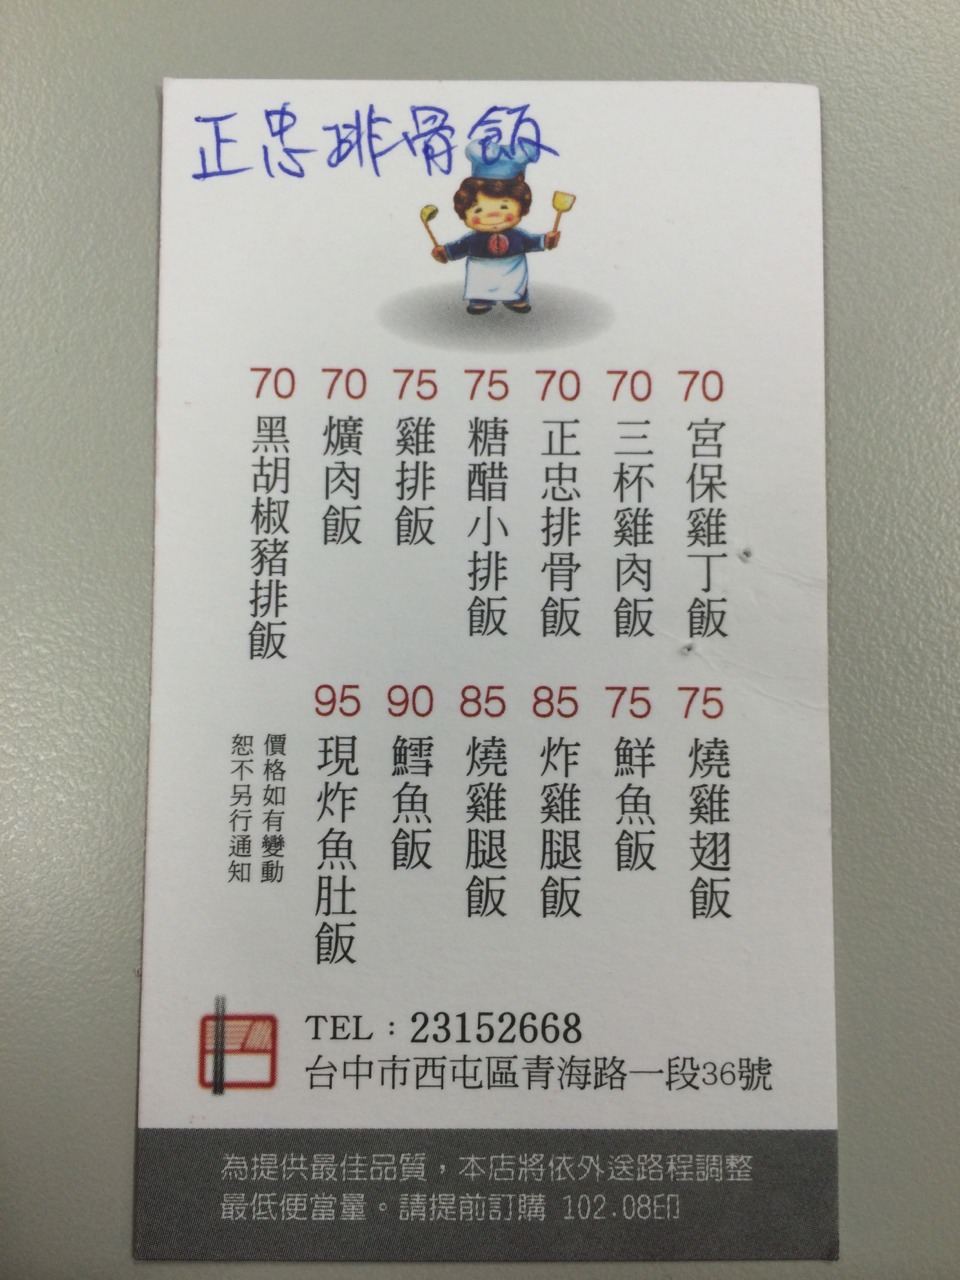 正忠排骨飯
70 宮保雞丁飯
70 三杯雞肉飯
70 正忠排骨飯
75 糖醋小排飯
75 雞排飯
70 爌肉飯
70 黑胡椒豬排飯
75 燒雞翅飯
75 鮮魚飯
85 炸雞腿飯
85 燒雞腿飯
90 鱈魚飯
95 現炸魚肚飯
價格如有變動
恕不另行通知
TEL：23152668
台中市西屯區青海路一段36號
為提供最佳品質，本店將依外送路程調整
最低便當量。請提前訂購 102.08印